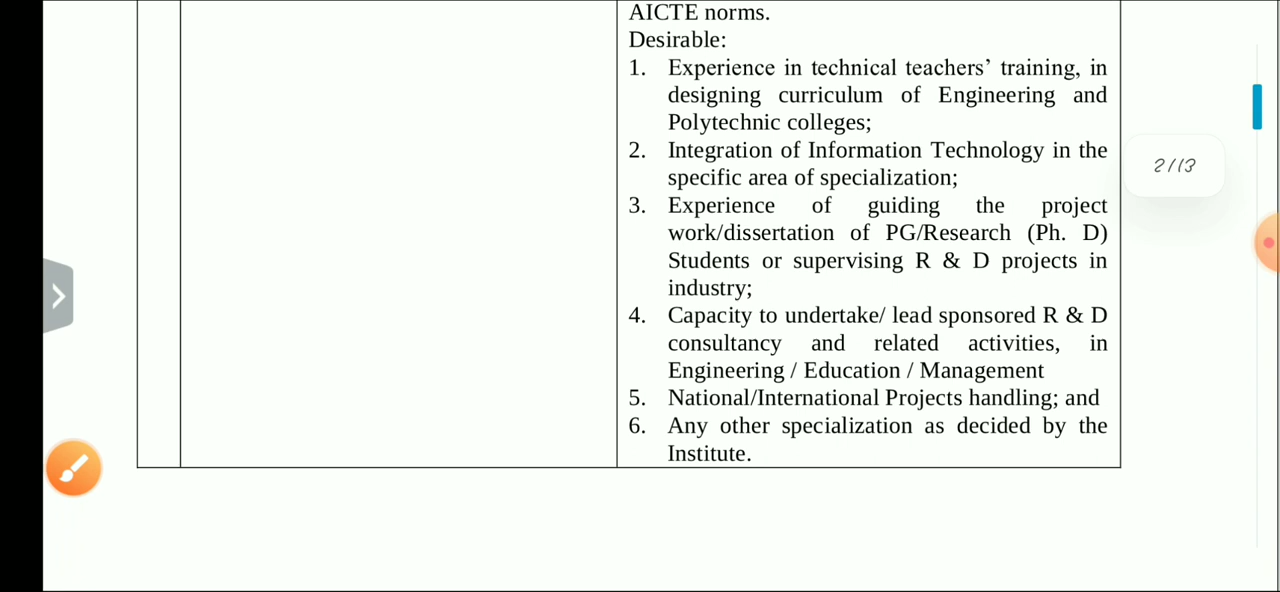 AICTE norms.
Desirable:
1. Experience in technical teachers’ training, in
designing curriculum of Engineering and
Polytechnic colleges;
2. Integration of Information Technology in the
specific area of specialization;
3. Experience of guiding the project
work/dissertation of PG/Research (Ph. D)
Students or supervising R & D projects in
industry;
4. Capacity to undertake/ lead sponsored R & D
consultancy and related activities, in
Engineering / Education / Management
5. National/International Projects handling; and
6. Any other specialization as decided by the
Institute.
2/13